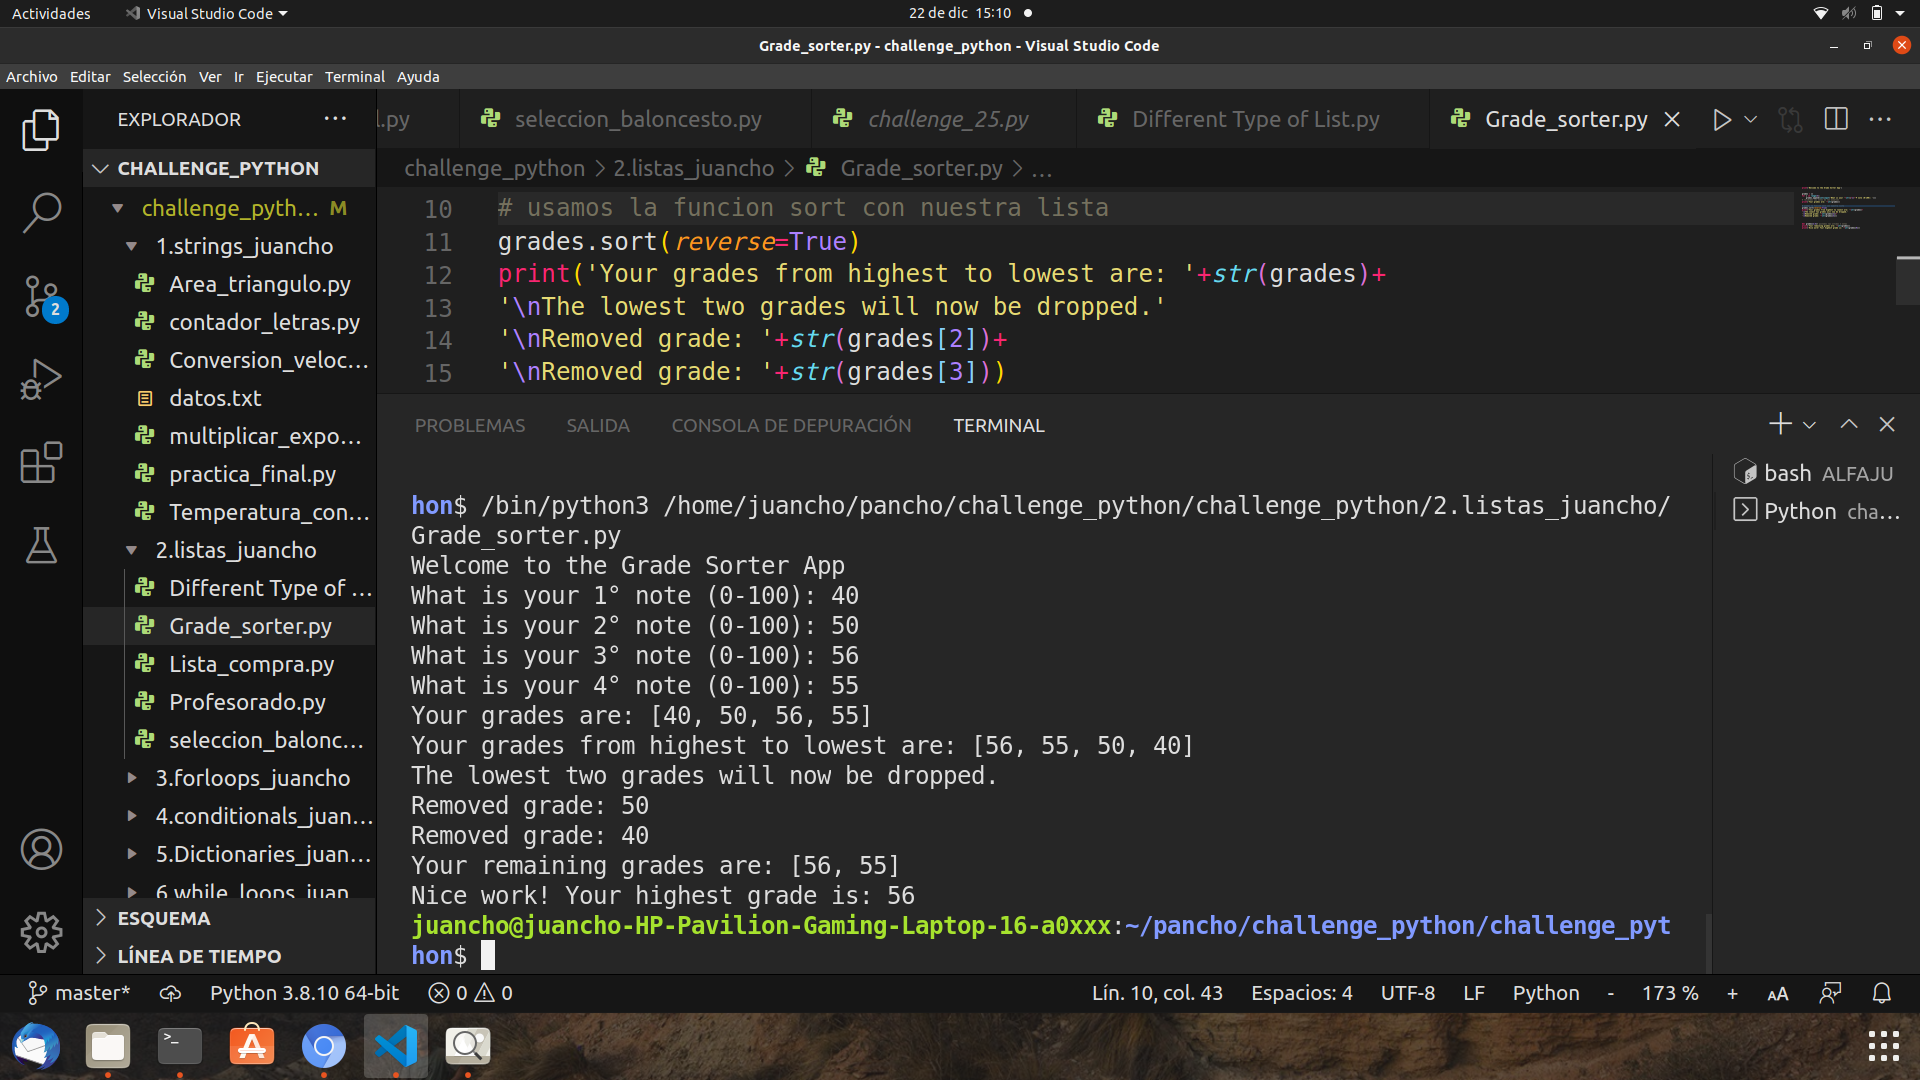 Actividades
Visual Studio Code
22 de dic 15:10
Grade_sorter.py - challenge_python - Visual Studio Code
Archivo Editar Selección Ver Ir Ejecutar Terminal Ayuda
EXPLORADOR
l.py
seleccion_baloncesto.py
challenge_25.py
Different Type of List.py
Grade_sorter.py
CHALLENGE_PYTHON
challenge_pyth... M
1.strings_juancho
Area_triangulo.py
contador_letras.py
Conversion_veloc...
datos.txt
multiplicar_expo...
practica_final.py
Temperatura_con...
2.listas_juancho
Different Type of ...
Grade_sorter.py
Lista_compra.py
Profesorado.py
seleccion_balonc...
3.forloops_juancho
4.conditionals_juan...
5.Dictionaries_juan...
6.while_loops_juan
ESQUEMA
LÍNEA DE TIEMPO
2
challenge_python > 2.listas_juancho > Grade_sorter.py > ...
10 # usamos la funcion sort con nuestra lista
11 grades.sort(reverse=True)
12 print('Your grades from highest to lowest are: '+str(grades)+
13 '\nThe lowest two grades will now be dropped.'
14 '\nRemoved grade: '+str(grades[2])+
15 '\nRemoved grade: '+str(grades[3]))
PROBLEMAS SALIDA CONSOLA DE DEPURACIÓN TERMINAL
bash ALFAJU
Python cha...
hon$ /bin/python3 /home/juancho/pancho/challenge_python/challenge_python/2.listas_juancho/
Grade_sorter.py
Welcome to the Grade Sorter App
What is your 1° note (0-100): 40
What is your 2° note (0-100): 50
What is your 3° note (0-100): 56
What is your 4° note (0-100): 55
Your grades are: [40, 50, 56, 55]
Your grades from highest to lowest are: [56, 55, 50, 40]
The lowest two grades will now be dropped.
Removed grade: 50
Removed grade: 40
Your remaining grades are: [56, 55]
Nice work! Your highest grade is: 56
juancho@juancho-HP-Pavilion-Gaming-Laptop-16-a0xxx:~/pancho/challenge_python/challenge_pyt
hon$
master* Python 3.8.10 64-bit 0 0 Lín. 10, col. 43 Espacios: 4 UTF-8 LF Python - 173 % + AA